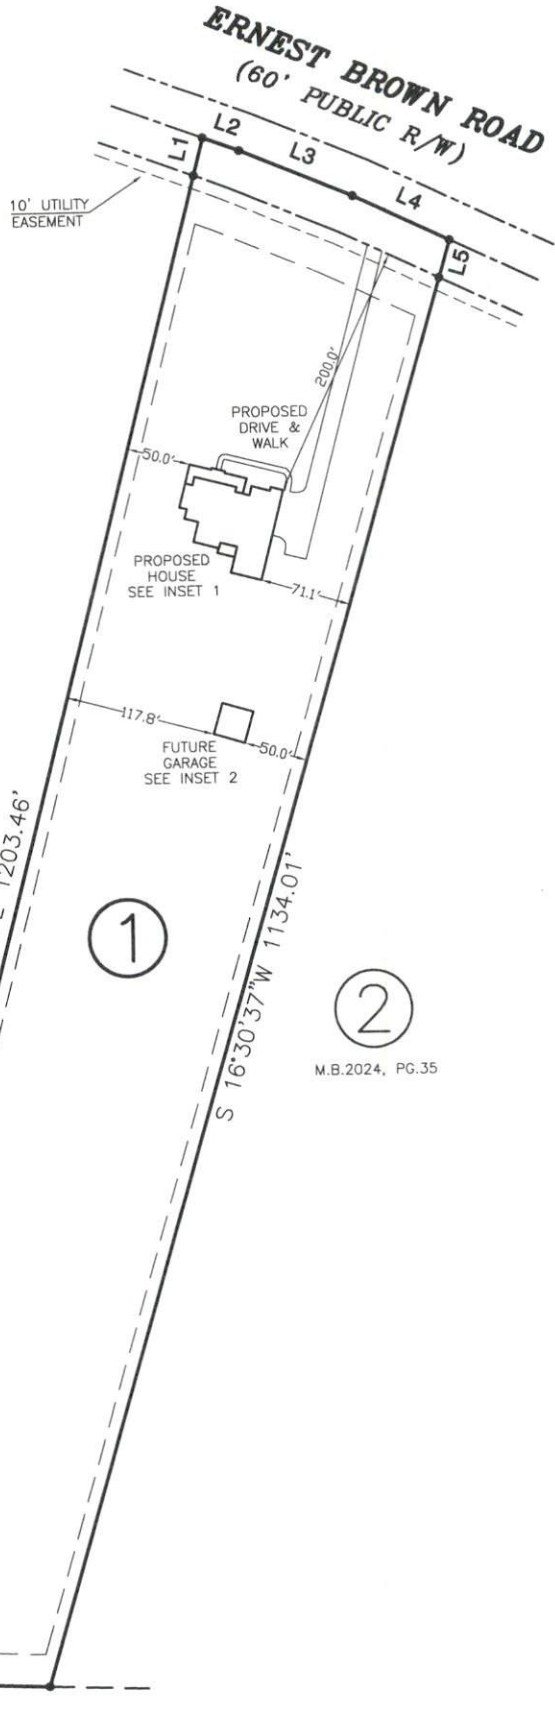 ERNEST BROWN ROAD
(60' PUBLIC R/W)
L1
L2
L3
L4
L5
10' UTILITY
EASEMENT
200.0'
PROPOSED
DRIVE &
WALK
50.0'
PROPOSED
HOUSE
SEE INSET 1
71.1'
117.8'
FUTURE
GARAGE
SEE INSET 2
50.0'
1203.46'
1
S 16°30'37"W 1134.01'
2
M.B.2024, PG.35